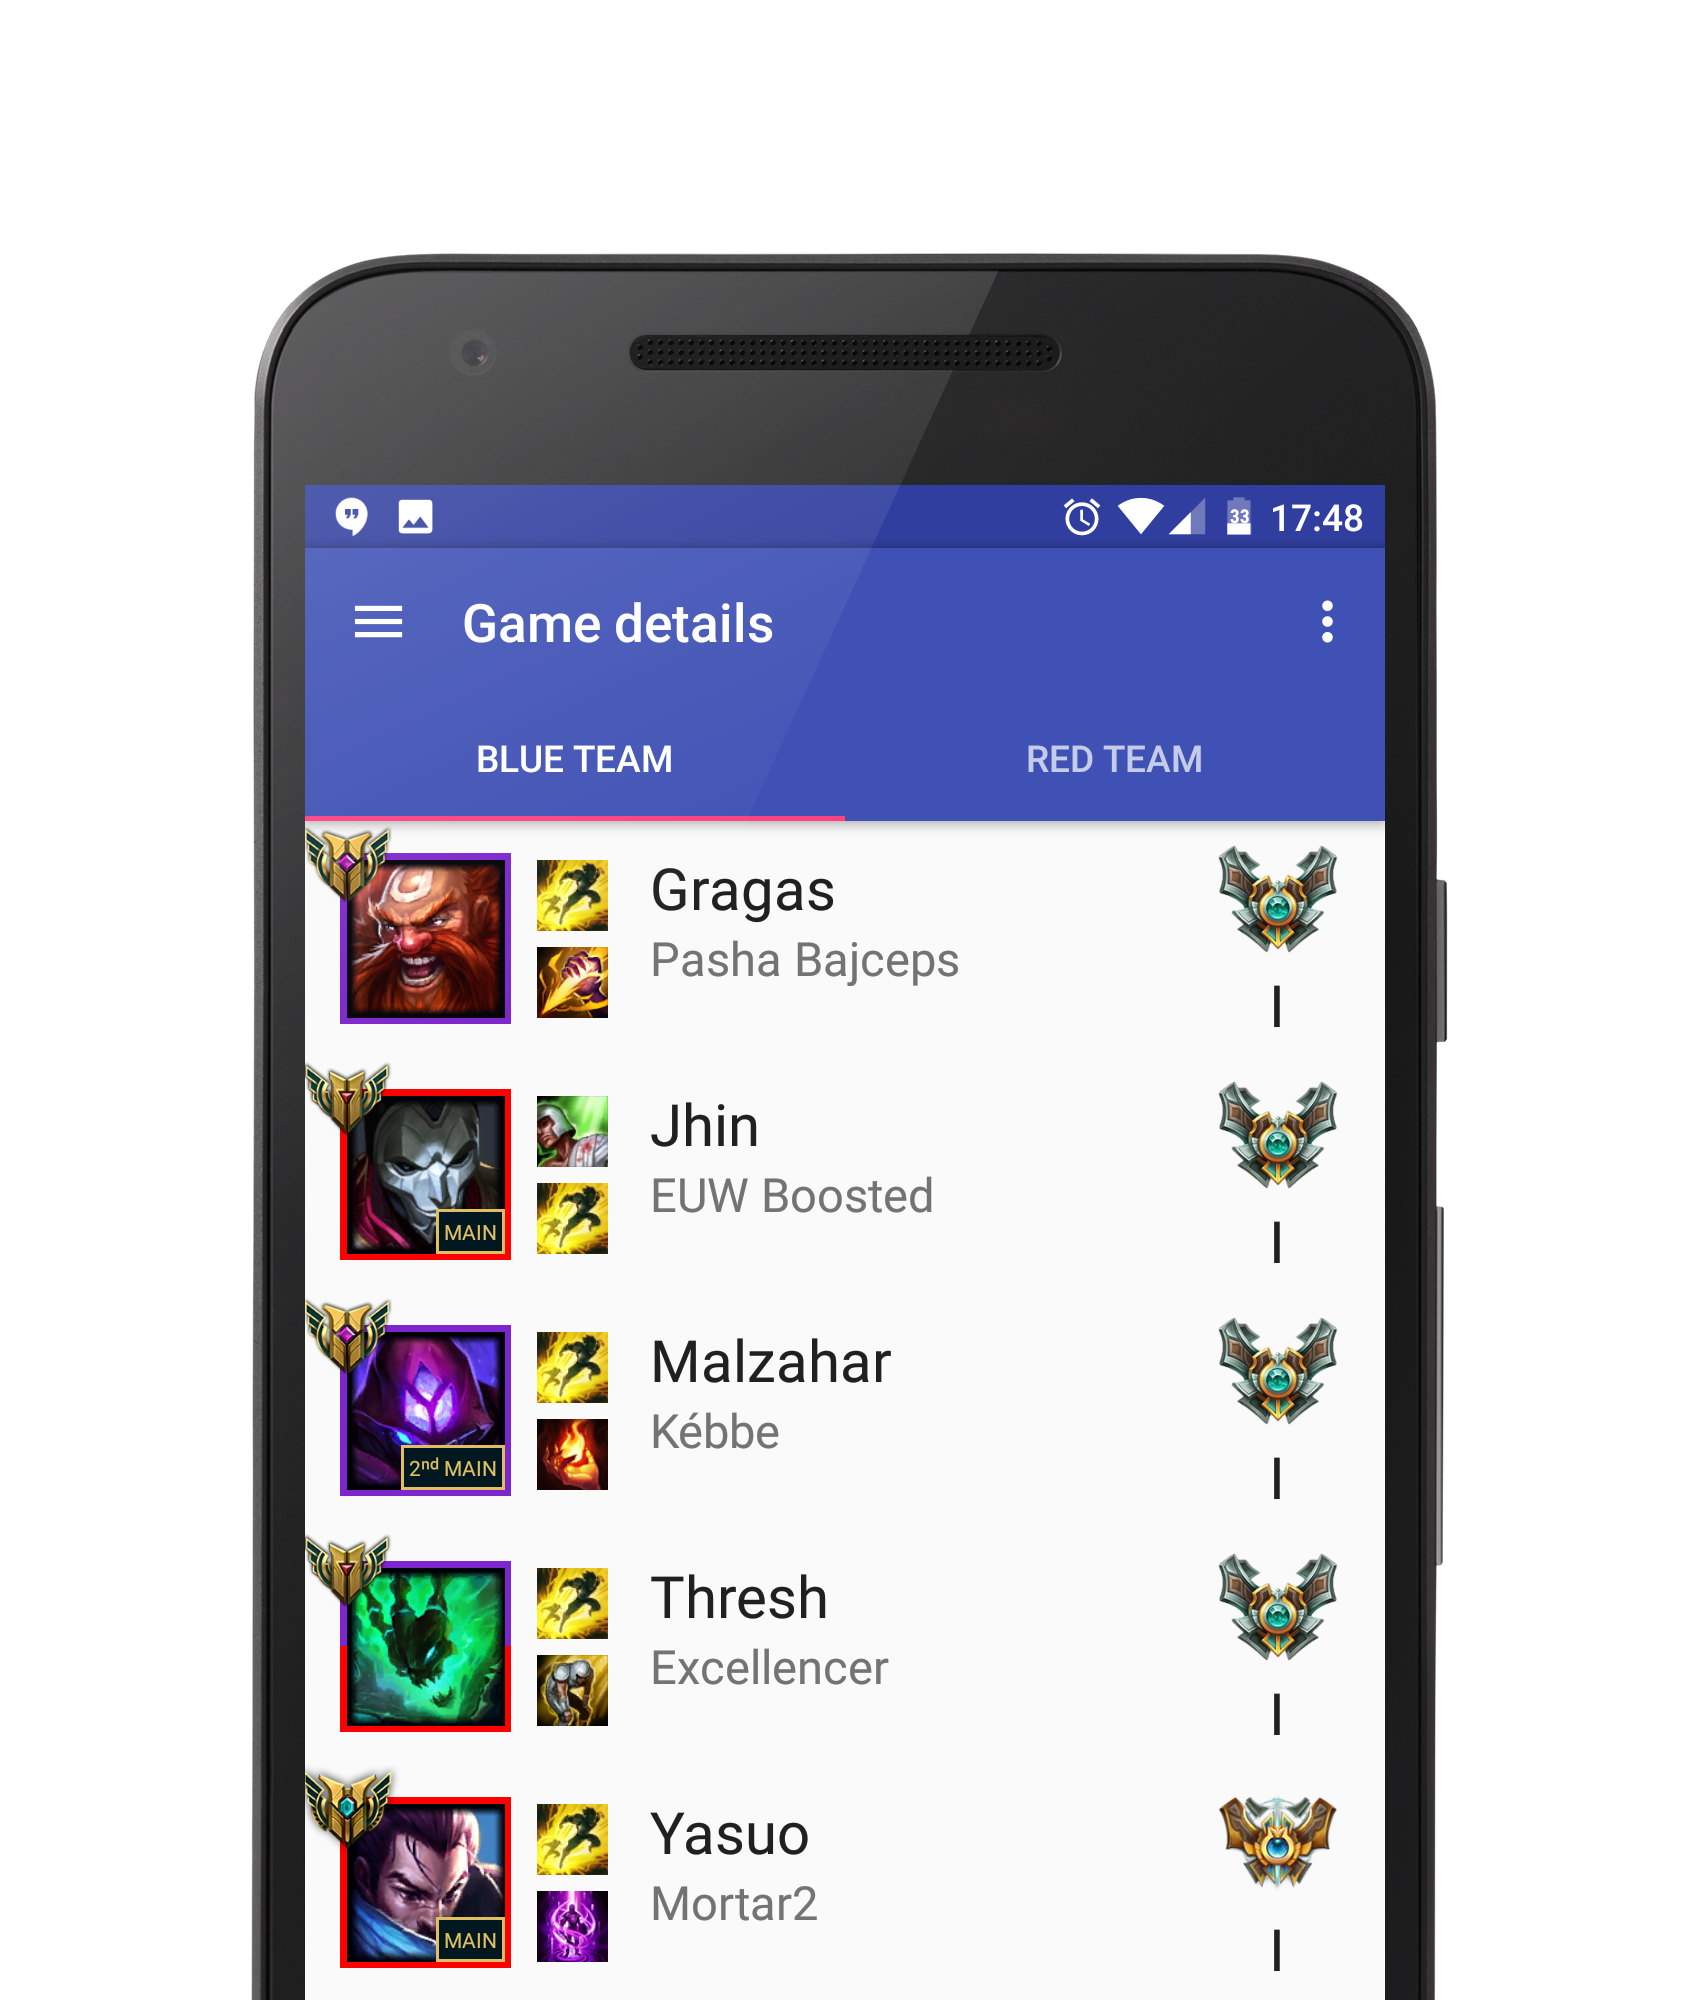 33 17:48
Game details
BLUE TEAM RED TEAM
Gragas
Pasha Bajceps
I
Jhin
EUW Boosted
MAIN
I
Malzahar
Kébbe
2nd MAIN
I
Thresh
Excellencer
I
Yasuo
Mortar2
MAIN
I